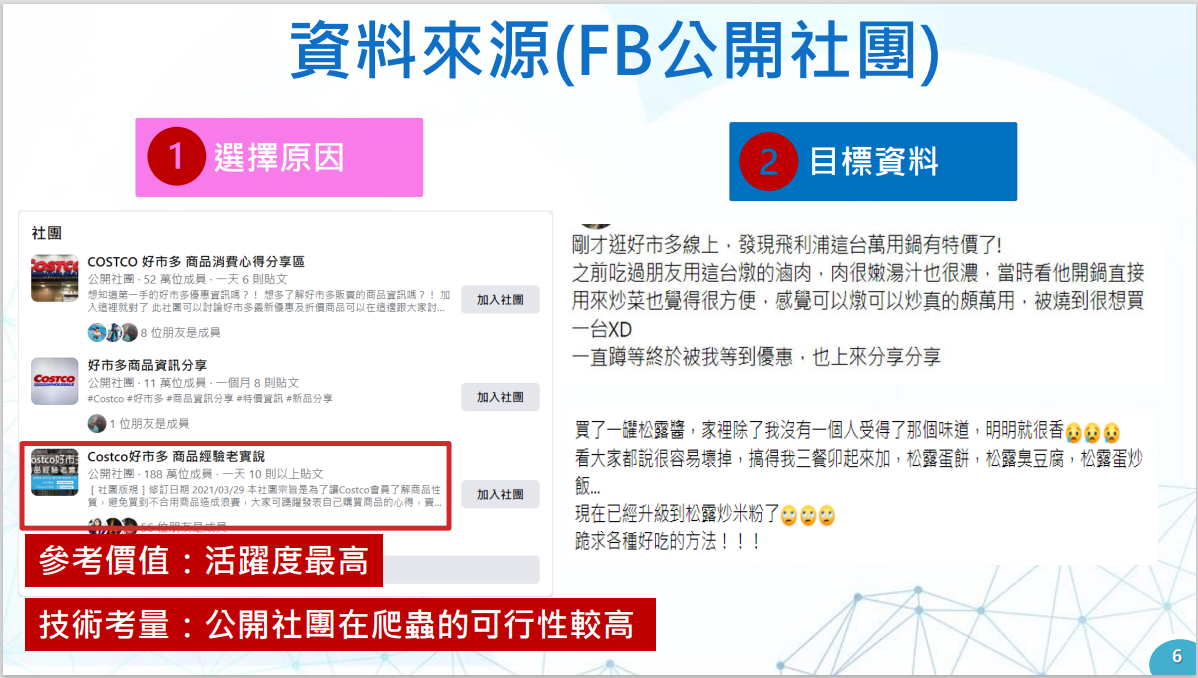 資料來源(FB公開社團)
1 選擇原因
社團
COSTCO 好市多 商品消費心得分享區
公開社團 · 52 萬位成員 · 一天 6 則貼文
想知道第一手的好市多優惠資訊嗎？！ 想多了解好市多販賣的商品資訊嗎？！ 加
入這裡就對了 此社團可以討論好市多最新優惠及折價商品可以在這邊跟大家討...
8 位朋友是成員
加入社團
好市多商品資訊分享
公開社團 · 11 萬位成員 · 一個月 8 則貼文
#Costco #好市多 #商品資訊分享 #特價資訊 #新品分享
1 位朋友是成員
加入社團
Costco好市多 商品經驗老實說
公開社團 · 188 萬位成員 · 一天 10 則以上貼文
[ 社團版規 ] 修訂日期 2021/03/29 本社團宗旨是為了讓Costco會員了解商品性
質，避免買到不合用商品造成浪費，大家可踴躍發表自己購買商品的心得，賣...
56 位朋友是成員
加入社團
參考價值：活躍度最高
技術考量：公開社團在爬蟲的可行性較高
2 目標資料
剛才逛好市多線上，發現飛利浦這台萬用鍋有特價了!
之前吃過朋友用這台燉的滷肉，肉很嫩湯汁也很濃，當時看他開鍋直接
用來炒菜也覺得很方便，感覺可以燉可以炒真的頗萬用，被燒到很想買
一台XD
一直蹲等終於被我等到優惠，也上來分享分享
買了一罐松露醬，家裡除了我沒有一個人受得了那個味道，明明就很香😥😥😥
看大家都說很容易壞掉，搞得我三餐卯起來加，松露蛋餅，松露臭豆腐，松露蛋炒
飯...
現在已經升級到松露炒米粉了🙄🙄🙄
跪求各種好吃的方法！！！
6